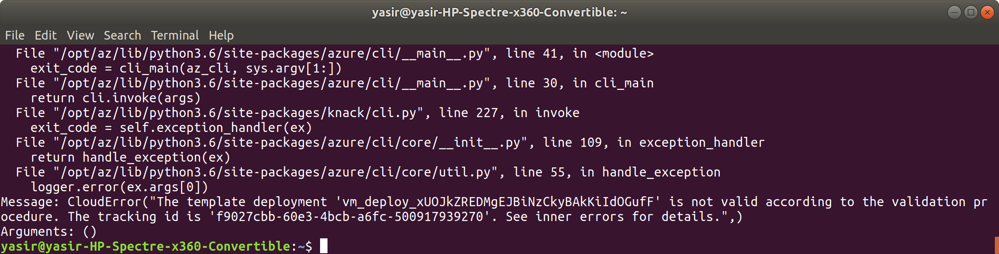 yasir@yasir-HP-Spectre-x360-Convertible: ~
File Edit View Search Terminal Help
  File "/opt/az/lib/python3.6/site-packages/azure/cli/__main__.py", line 41, in <module>
    exit_code = cli_main(az_cli, sys.argv[1:])
  File "/opt/az/lib/python3.6/site-packages/azure/cli/__main__.py", line 30, in cli_main
    return cli.invoke(args)
  File "/opt/az/lib/python3.6/site-packages/knack/cli.py", line 227, in invoke
    exit_code = self.exception_handler(ex)
  File "/opt/az/lib/python3.6/site-packages/azure/cli/core/__init__.py", line 109, in exception_handler
    return handle_exception(ex)
  File "/opt/az/lib/python3.6/site-packages/azure/cli/core/util.py", line 55, in handle_exception
    logger.error(ex.args[0])
Message: CloudError("The template deployment 'vm_deploy_xUOJkZREDMgEJBiNzCkyBAkKiIdOGufF' is not valid according to the validation pr
ocedure. The tracking id is 'f9027cbb-60e3-4bcb-a6fc-500917939270'. See inner errors for details.",)
Arguments: ()
yasir@yasir-HP-Spectre-x360-Convertible:~$